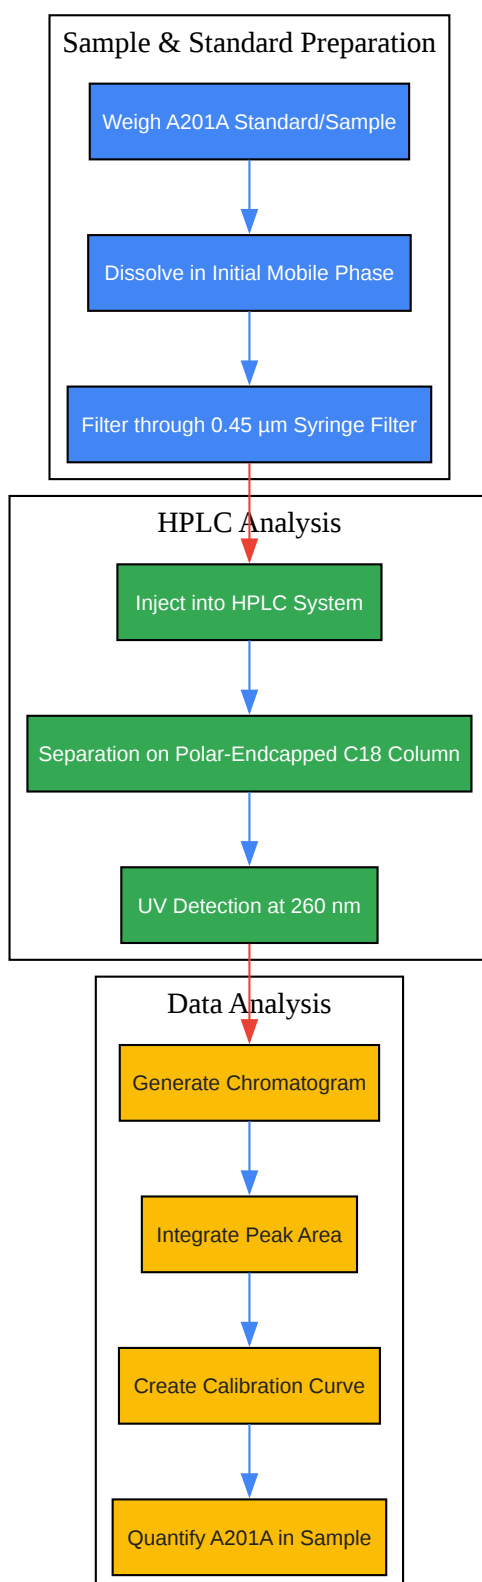 Sample & Standard Preparation
Weigh A201A Standard/Sample
Dissolve in Initial Mobile Phase
Filter through 0.45 µm Syringe Filter
HPLC Analysis
Inject into HPLC System
Separation on Polar-Endcapped C18 Column
UV Detection at 260 nm
Data Analysis
Generate Chromatogram
Integrate Peak Area
Create Calibration Curve
Quantify A201A in Sample